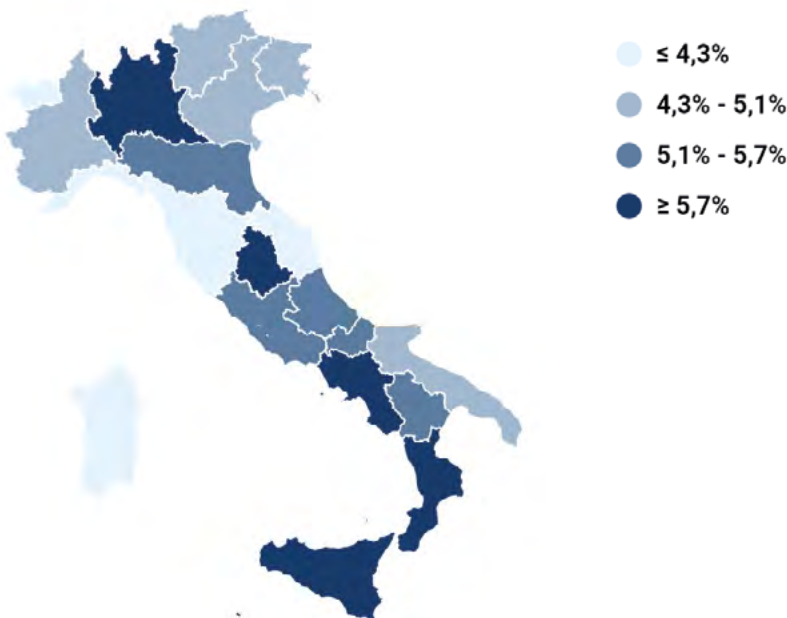 ≤ 4,3%
4,3% - 5,1%
5,1% - 5,7%
≥ 5,7%